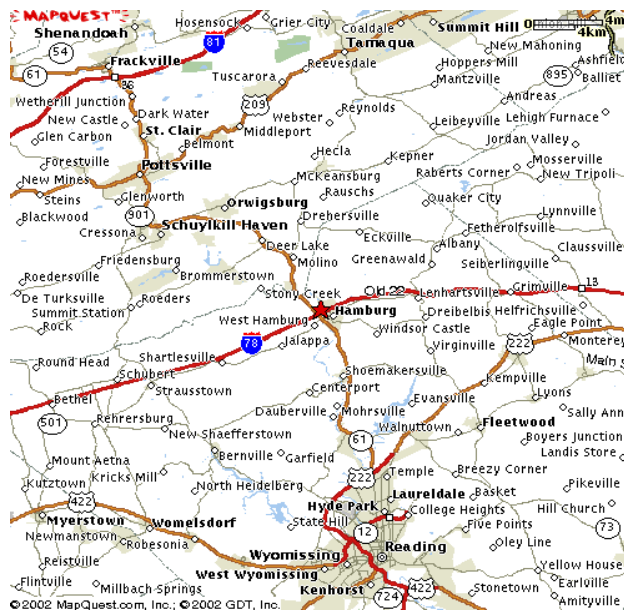 MAPQUEST
Hosensock
Grier City
Coaldale
Summit Hill
4m
4km
Shenandoah
81
Tamaqua
New Mahoning
54
Frackville
Reevesdale
Hoppers Mill
Ashfield
61
Tuscarora
Mantzville
895
Balliet
36
Wetherill Junction
209
Andreas
Dark Water
Reynolds
New Castle
Webster
Leibeyville
Lehigh Furnace
St. Clair
Middleport
Glen Carbon
Jordan Valley
Belmont
Hecla
Kepner
Forestville
Pottsville
Mosserville
McKeansburg
Raberts Corner
New Tripoli
New Mines
Rauschs
Steins
Glenworth
Quaker City
Orwigsburg
901
Lynnville
Blackwood
Drehersville
Schuylkill Haven
Fetherolfsville
Cressona
Eckville
Deer Lake
Albany
Claussville
Friedensburg
Molino
Greenawald
Seiberlingville
Roedersville
Brommerstown
13
Stony Creek
Old 22
Grimville
De Turksville
Roeders
Lenhartsville
Summit Station
Hamburg
Dreibelbis
Helfrichsville
Rock
West Hamburg
Windsor Castle
Eagle Point
78
Jalappa
222
Monterey
Shartlesville
Virginville
Round Head
Main S
Schubert
Shoemakersville
Kempville
Strausstown
Centerport
Bethel
Evansville
Lyons
Dauberville
Mohrsville
Sally Ann
501
Rehrersburg
Walnuttown
Fleetwood
New Shaefferstown
61
Boyers Junction
Bernville
Garfield
Landis Store
Mount Aetna
222
Temple
Breezy Corner
Kutztown
Kricks Mill
Pikeville
North Heidelberg
Laureldale
Basket
422
Hyde Park
College Heights
Hill Church
Myerstown
Womelsdorf
State Hill
12
Five Points
73
Newmanstown
Robesonia
Reading
Oley Line
Wyomissing
Reistville
Yellow House
West Wyomissing
Flintville
Millbach Springs
Kenhorst
422
Stonetown
Earlville
724
Amityville
©2002 MapQuest.com, Inc.; ©2002 GDT, Inc.